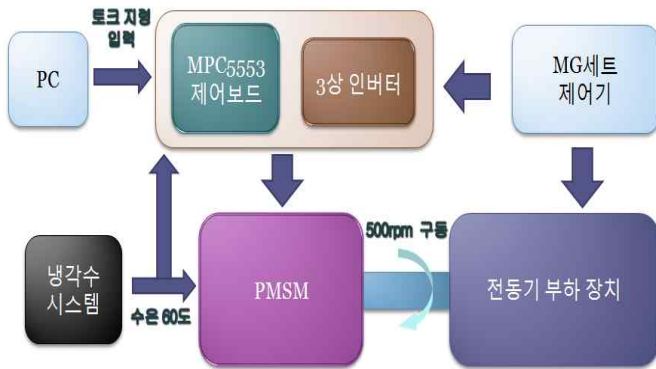 토크 지령
입력
PC
MPC5553
제어보드
3상 인버터
MG세트
제어기
500rpm 구동
냉각수
시스템
수온 60도
PMSM
전동기 부하 장치